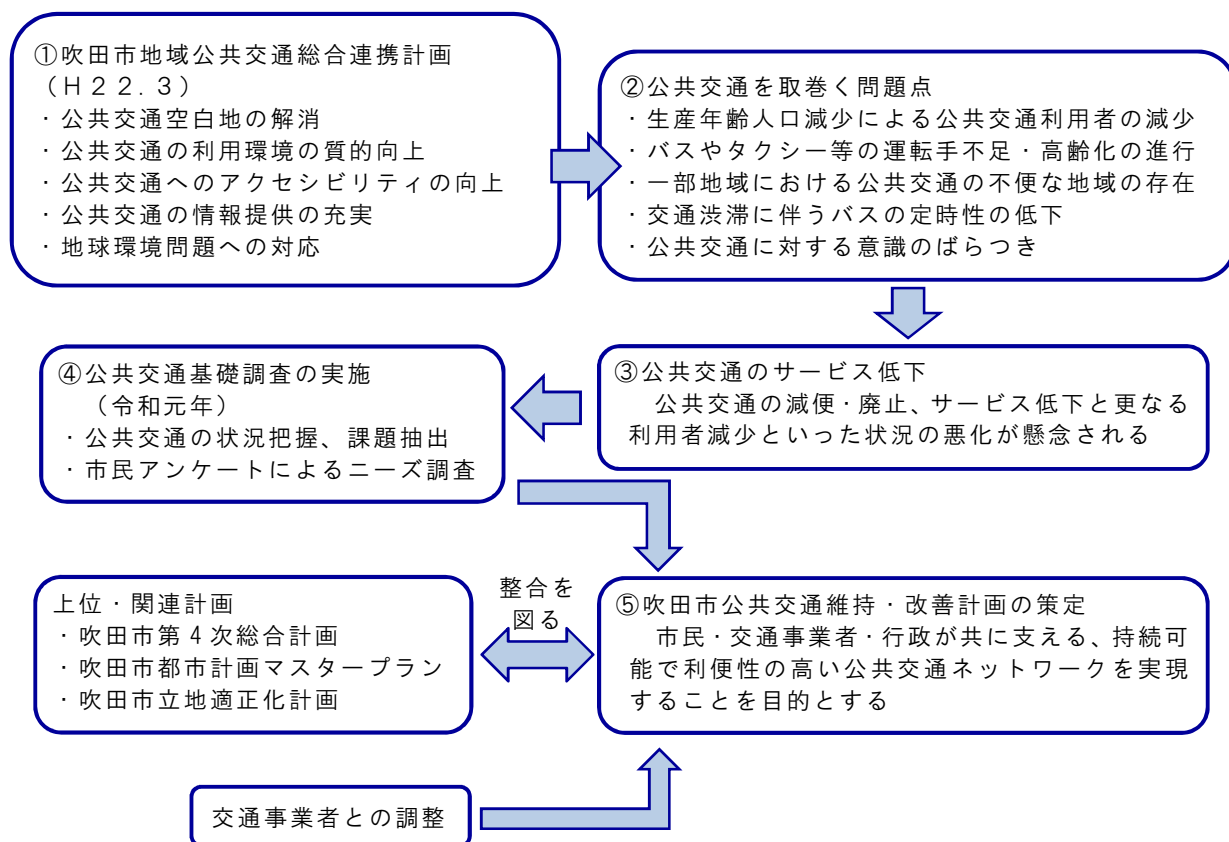 ①吹田市地域公共交通総合連携計画
（Ｈ２２.３）
・公共交通空白地の解消
・公共交通の利用環境の質的向上
・公共交通へのアクセシビリティの向上
・公共交通の情報提供の充実
・地球環境問題への対応
②公共交通を取巻く問題点
・生産年齢人口減少による公共交通利用者の減少
・バスやタクシー等の運転手不足・高齢化の進行
・一部地域における公共交通の不便な地域の存在
・交通渋滞に伴うバスの定時性の低下
・公共交通に対する意識のばらつき
③公共交通のサービス低下
公共交通の減便・廃止、サービス低下と更なる
利用者減少といった状況の悪化が懸念される
④公共交通基礎調査の実施
（令和元年）
・公共交通の状況把握、課題抽出
・市民アンケートによるニーズ調査
上位・関連計画
・吹田市第４次総合計画
・吹田市都市計画マスタープラン
・吹田市立地適正化計画
整合を
図る
⑤吹田市公共交通維持・改善計画の策定
市民・交通事業者・行政が共に支える、持続可
能で利便性の高い公共交通ネットワークを実現
することを目的とする
交通事業者との調整